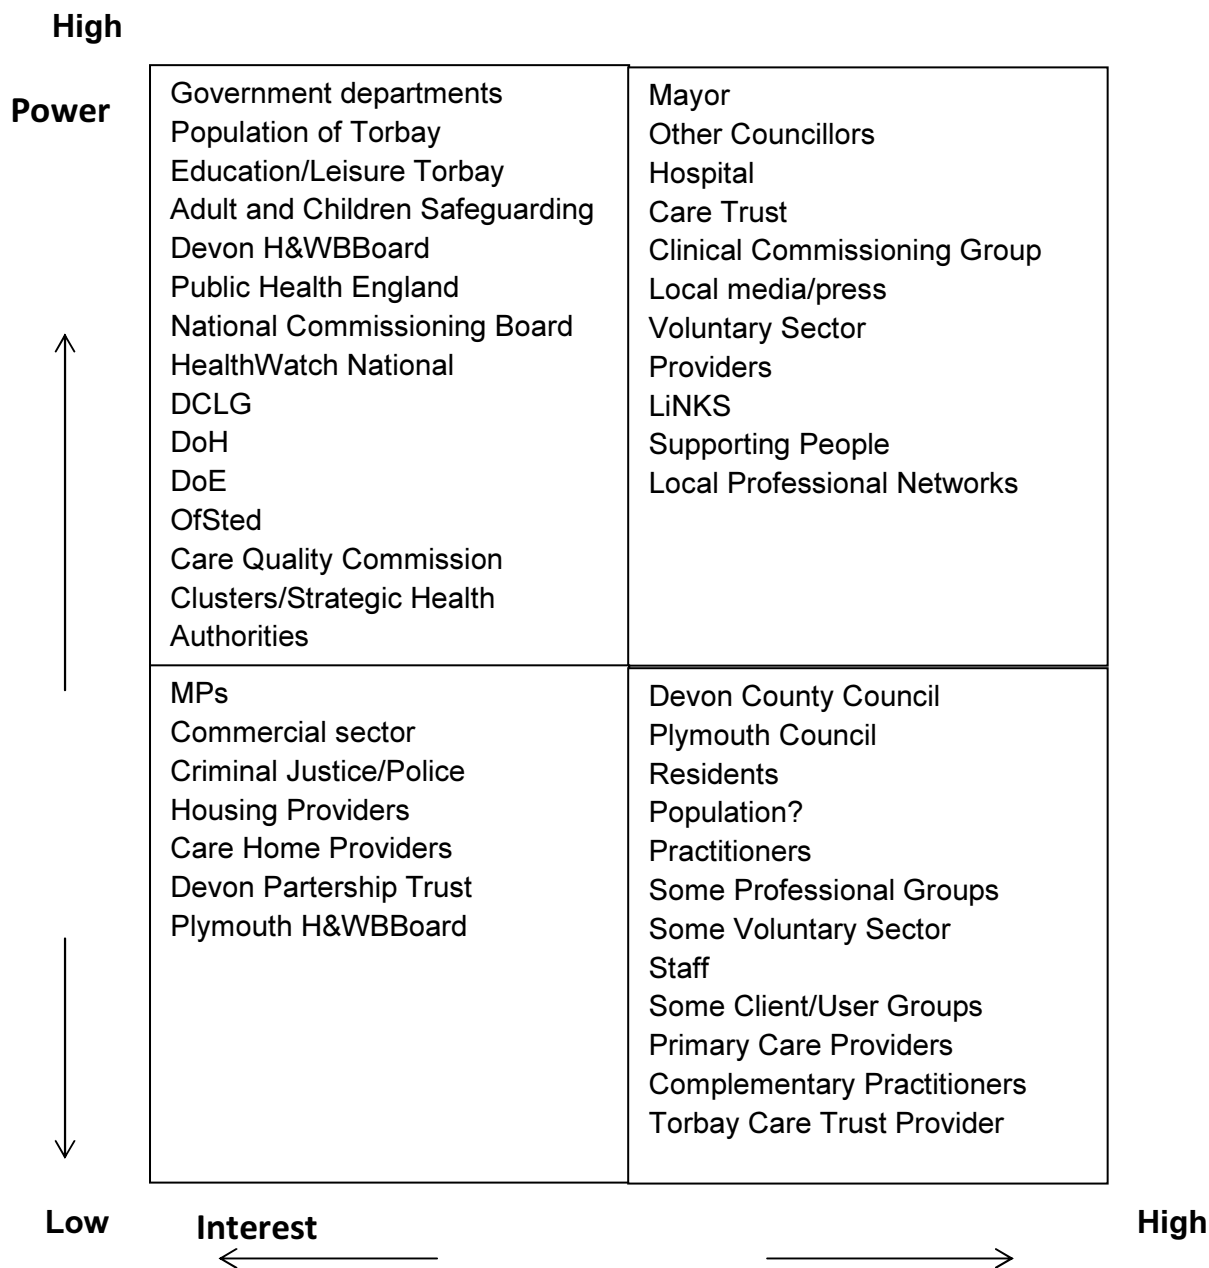 High
Power
Government departments
Population of Torbay
Education/Leisure Torbay
Adult and Children Safeguarding
Devon H&WBBoard
Public Health England
National Commissioning Board
HealthWatch National
DCLG
DoH
DoE
OfSted
Care Quality Commission
Clusters/Strategic Health
Authorities
Mayor
Other Councillors
Hospital
Care Trust
Clinical Commissioning Group
Local media/press
Voluntary Sector
Providers
LiNKS
Supporting People
Local Professional Networks
MPs
Commercial sector
Criminal Justice/Police
Housing Providers
Care Home Providers
Devon Partership Trust
Plymouth H&WBBoard
Devon County Council
Plymouth Council
Residents
Population?
Practitioners
Some Professional Groups
Some Voluntary Sector
Staff
Some Client/User Groups
Primary Care Providers
Complementary Practitioners
Torbay Care Trust Provider
Low
Interest
High